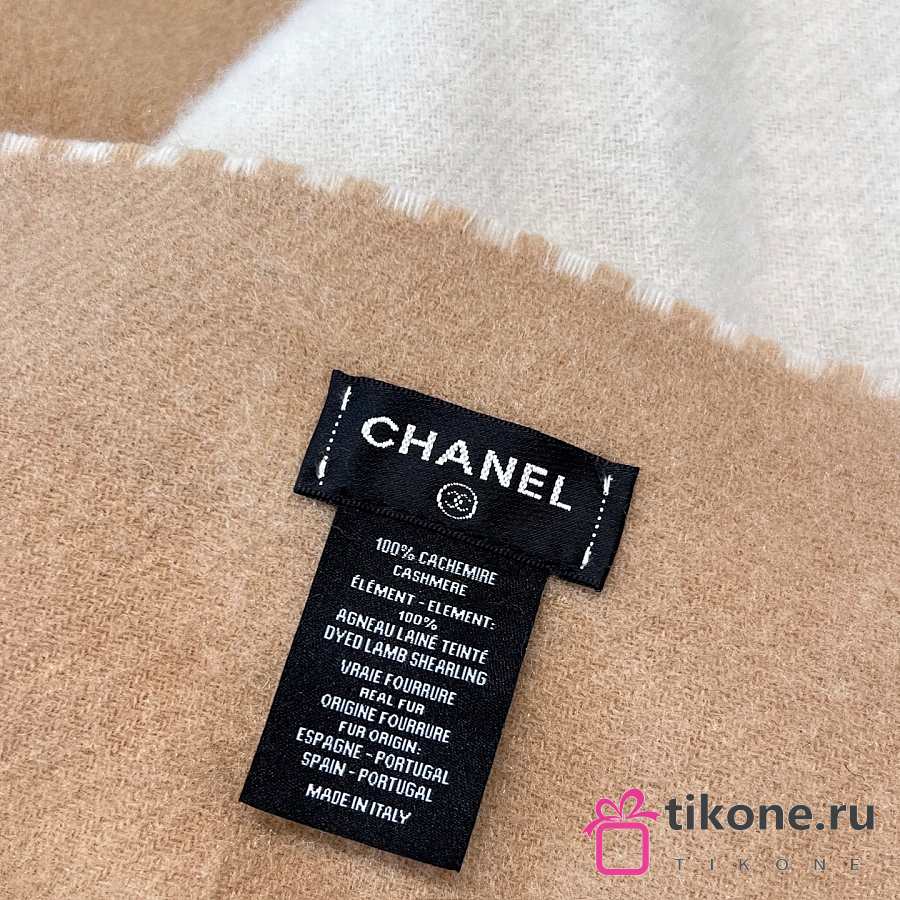 CHANEL
100% CACHEMIRE
CASHMERE
ÉLÉMENT - ELEMENT:
100%
AGNEAU LAINÉ TEINTÉ
DYED LAMB SHEARLING
VRAIE FOURRURE
REAL FUR
ORIGINE FOURRURE
FUR ORIGIN:
ESPAGNE - PORTUGAL
SPAIN - PORTUGAL
MADE IN ITALY
tikone.ru
TIKONE